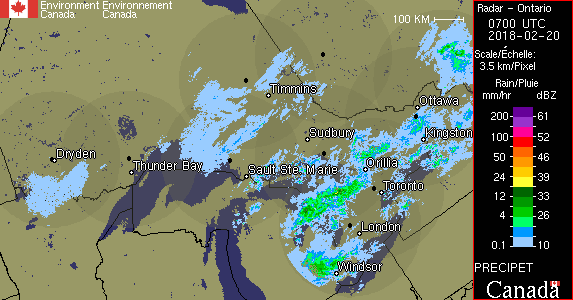 Environment Environnement
Canada Canada
Radar - Ontario
0700 UTC
2018-02-20
100 KM
Scale/Échelle:
3.5 km/Pixel
Rain/Pluie
mm/hr dBZ
200 61
100 52
50 46
24 39
12 33
4 26
0.1 10
Timmins
Ottawa
Sudbury
Kingston
Dryden
Thunder Bay
Sault Ste. Marie
Orillia
Toronto
London
Windsor
PRECIPET
Canada